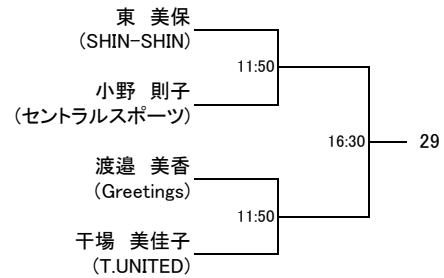 東　美保
(SHIN-SHIN)
11:50
小野　則子
(セントラルスポーツ)
16:30
29
渡邉　美香
(Greetings)
11:50
干場　美佳子
(T.UNITED)